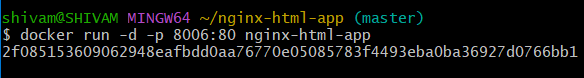 shivam@SHIVAM MINGW64 ~/nginx-html-app (master)
$ docker run -d -p 8006:80 nginx-html-app
2f085153609062948eafbdd0aa76770e05085783f4493eba0ba36927d0766bb1